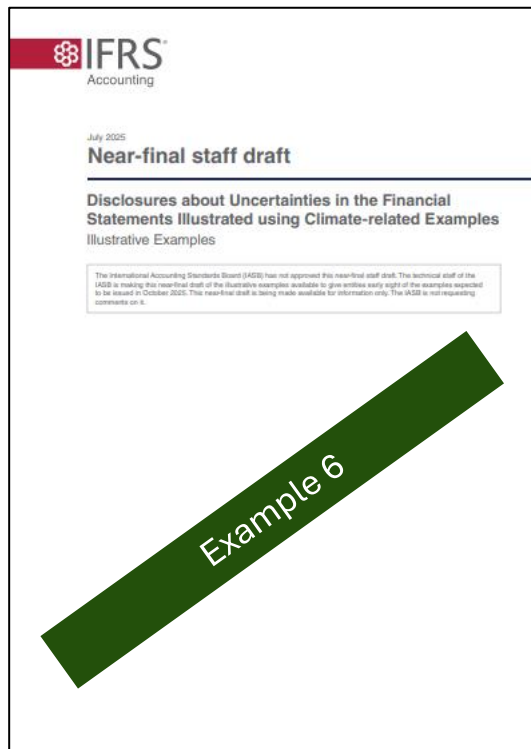 IFRS
Accounting
July 2025
Near-final staff draft
Disclosures about Uncertainties in the Financial
Statements Illustrated using Climate-related Examples
Illustrative Examples
The International Accounting Standards Board (IASB) has not approved this near-final staff draft. The technical staff of the
IASB is making this near-final draft of the illustrative examples available to give entities early sight of the examples expected
to be issued in October 2025. This near-final draft is being made available for information only. The IASB is not requesting
comments on it.
Example 6